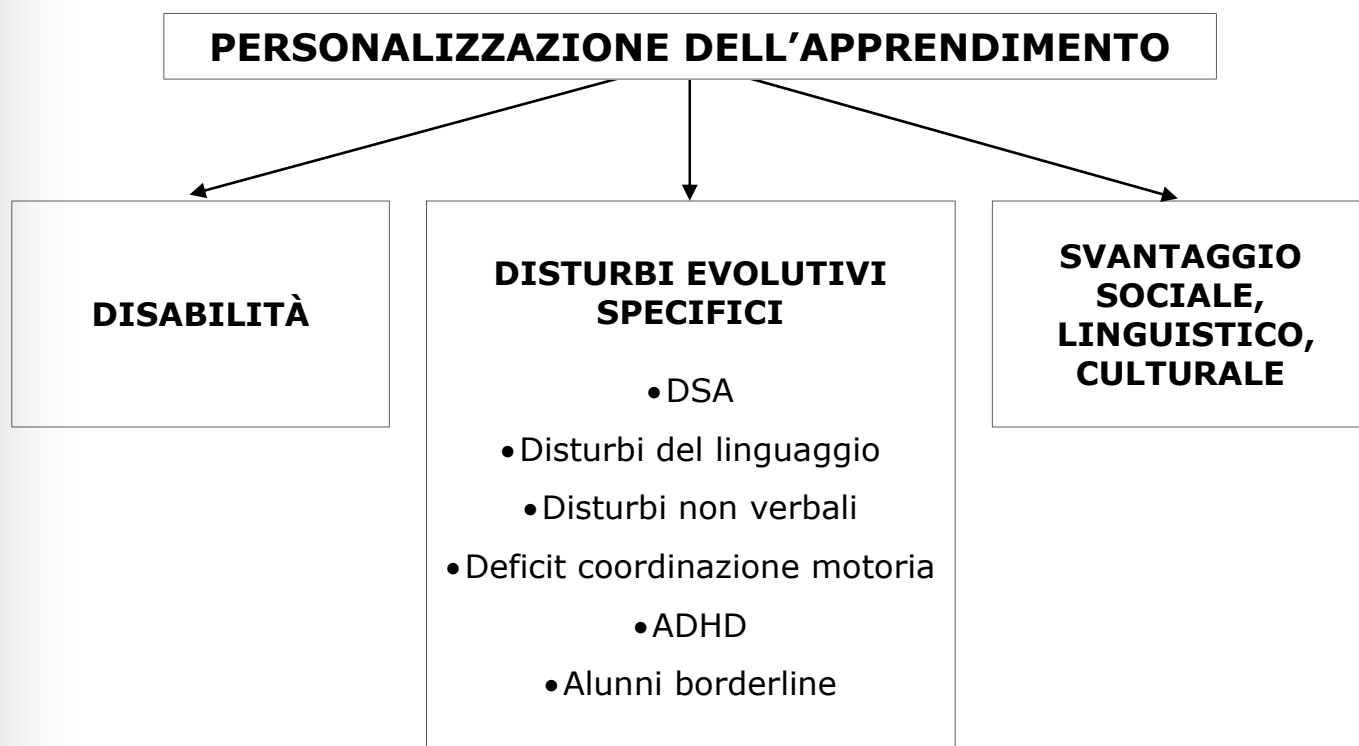 PERSONALIZZAZIONE DELL’APPRENDIMENTO
DISABILITÀ
DISTURBI EVOLUTIVI
SPECIFICI
•DSA
•Disturbi del linguaggio
•Disturbi non verbali
•Deficit coordinazione motoria
•ADHD
•Alunni borderline
SVANTAGGIO
SOCIALE,
LINGUISTICO,
CULTURALE